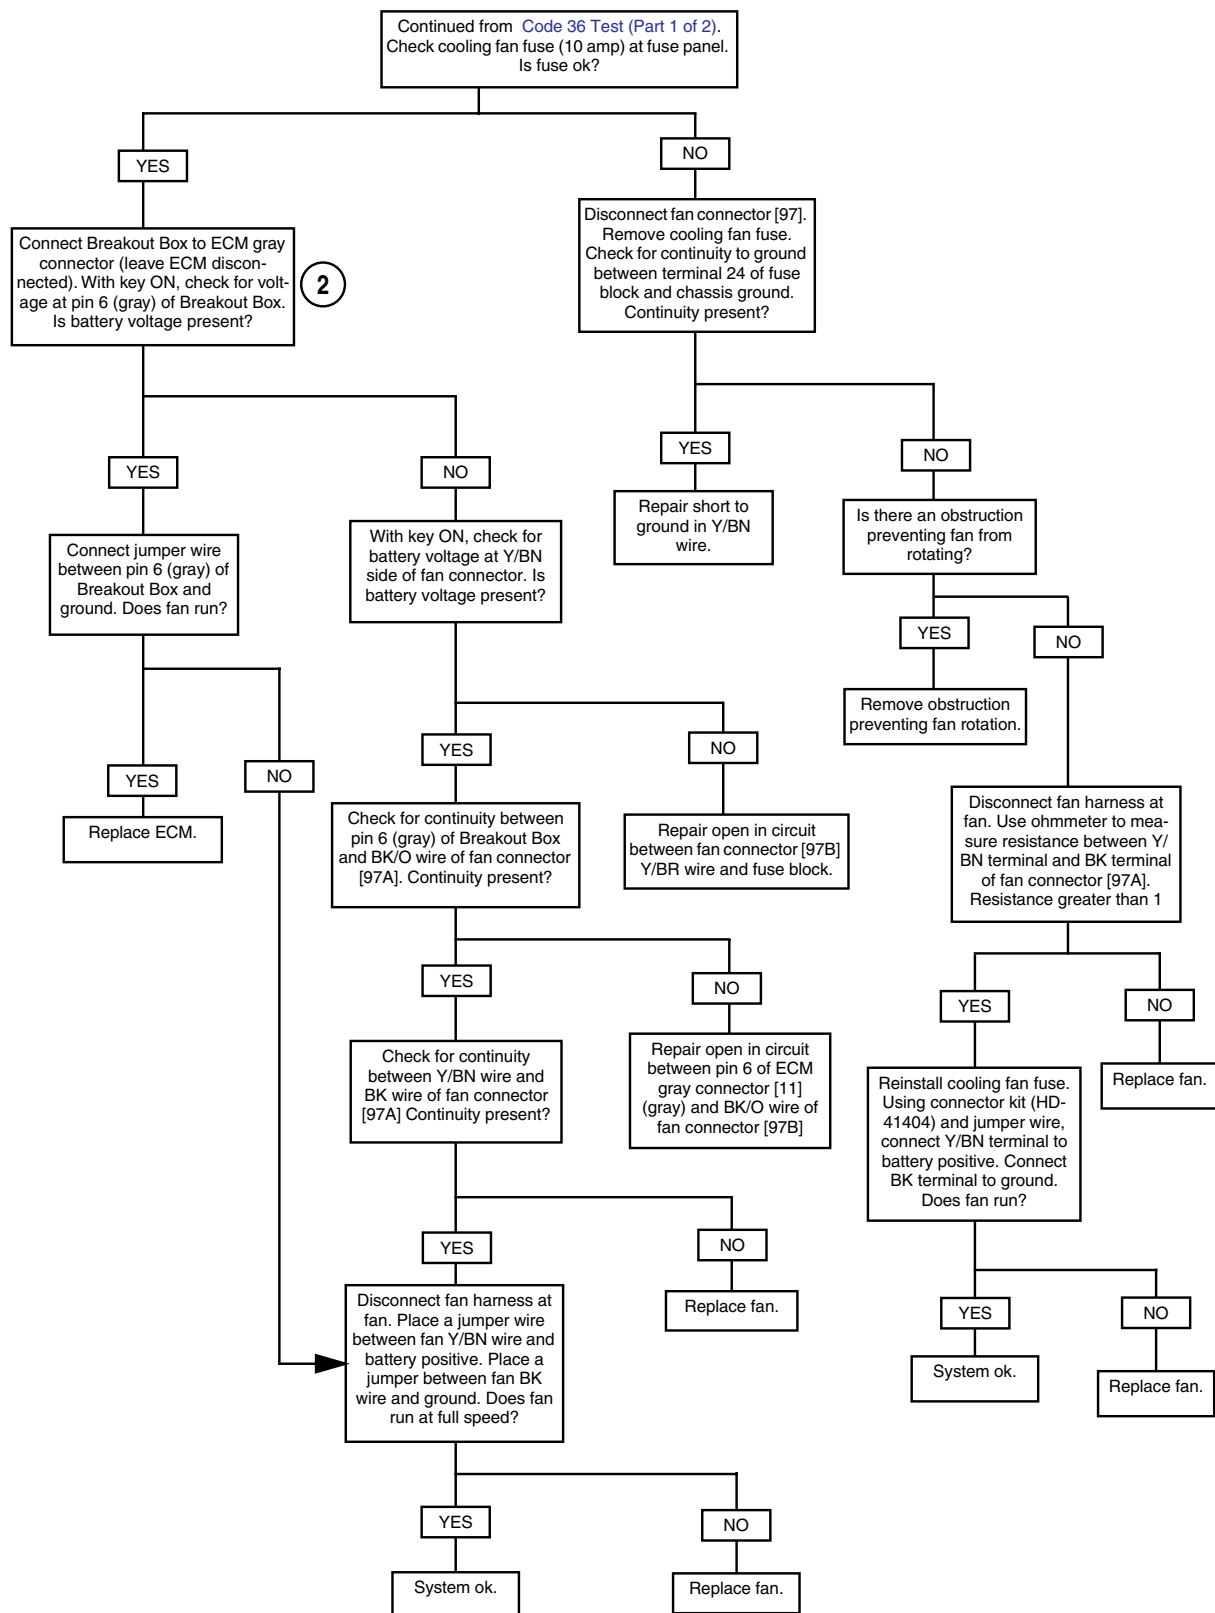 Continued from Code 36 Test (Part 1 of 2).
Check cooling fan fuse (10 amp) at fuse panel.
Is fuse ok?
YES
NO
Connect Breakout Box to ECM gray
connector (leave ECM discon-
nected). With key ON, check for volt-
age at pin 6 (gray) of Breakout Box.
Is battery voltage present?
2
Disconnect fan connector [97].
Remove cooling fan fuse.
Check for continuity to ground
between terminal 24 of fuse
block and chassis ground.
Continuity present?
YES
NO
YES
NO
Connect jumper wire
between pin 6 (gray) of
Breakout Box and
ground. Does fan run?
With key ON, check for
battery voltage at Y/BN
side of fan connector. Is
battery voltage present?
Repair short to
ground in Y/BN
wire.
Is there an obstruction
preventing fan from
rotating?
YES
NO
Remove obstruction
preventing fan rotation.
YES
NO
YES
NO
Replace ECM.
Check for continuity between
pin 6 (gray) of Breakout Box
and BK/O wire of fan connector
[97A]. Continuity present?
Repair open in circuit
between fan connector [97B]
Y/BR wire and fuse block.
Disconnect fan harness at
fan. Use ohmmeter to mea-
sure resistance between Y/
BN terminal and BK terminal
of fan connector [97A].
Resistance greater than 1
YES
NO
YES
NO
Check for continuity
between Y/BN wire and
BK wire of fan connector
[97A] Continuity present?
Repair open in circuit
between pin 6 of ECM
gray connector [11]
(gray) and BK/O wire of
fan connector [97B]
Reinstall cooling fan fuse.
Using connector kit (HD-
41404) and jumper wire,
connect Y/BN terminal to
battery positive. Connect
BK terminal to ground.
Does fan run?
Replace fan.
YES
NO
Disconnect fan harness at
fan. Place a jumper wire
between fan Y/BN wire and
battery positive. Place a
jumper between fan BK
wire and ground. Does fan
run at full speed?
Replace fan.
YES
NO
System ok.
Replace fan.
YES
NO
System ok.
Replace fan.